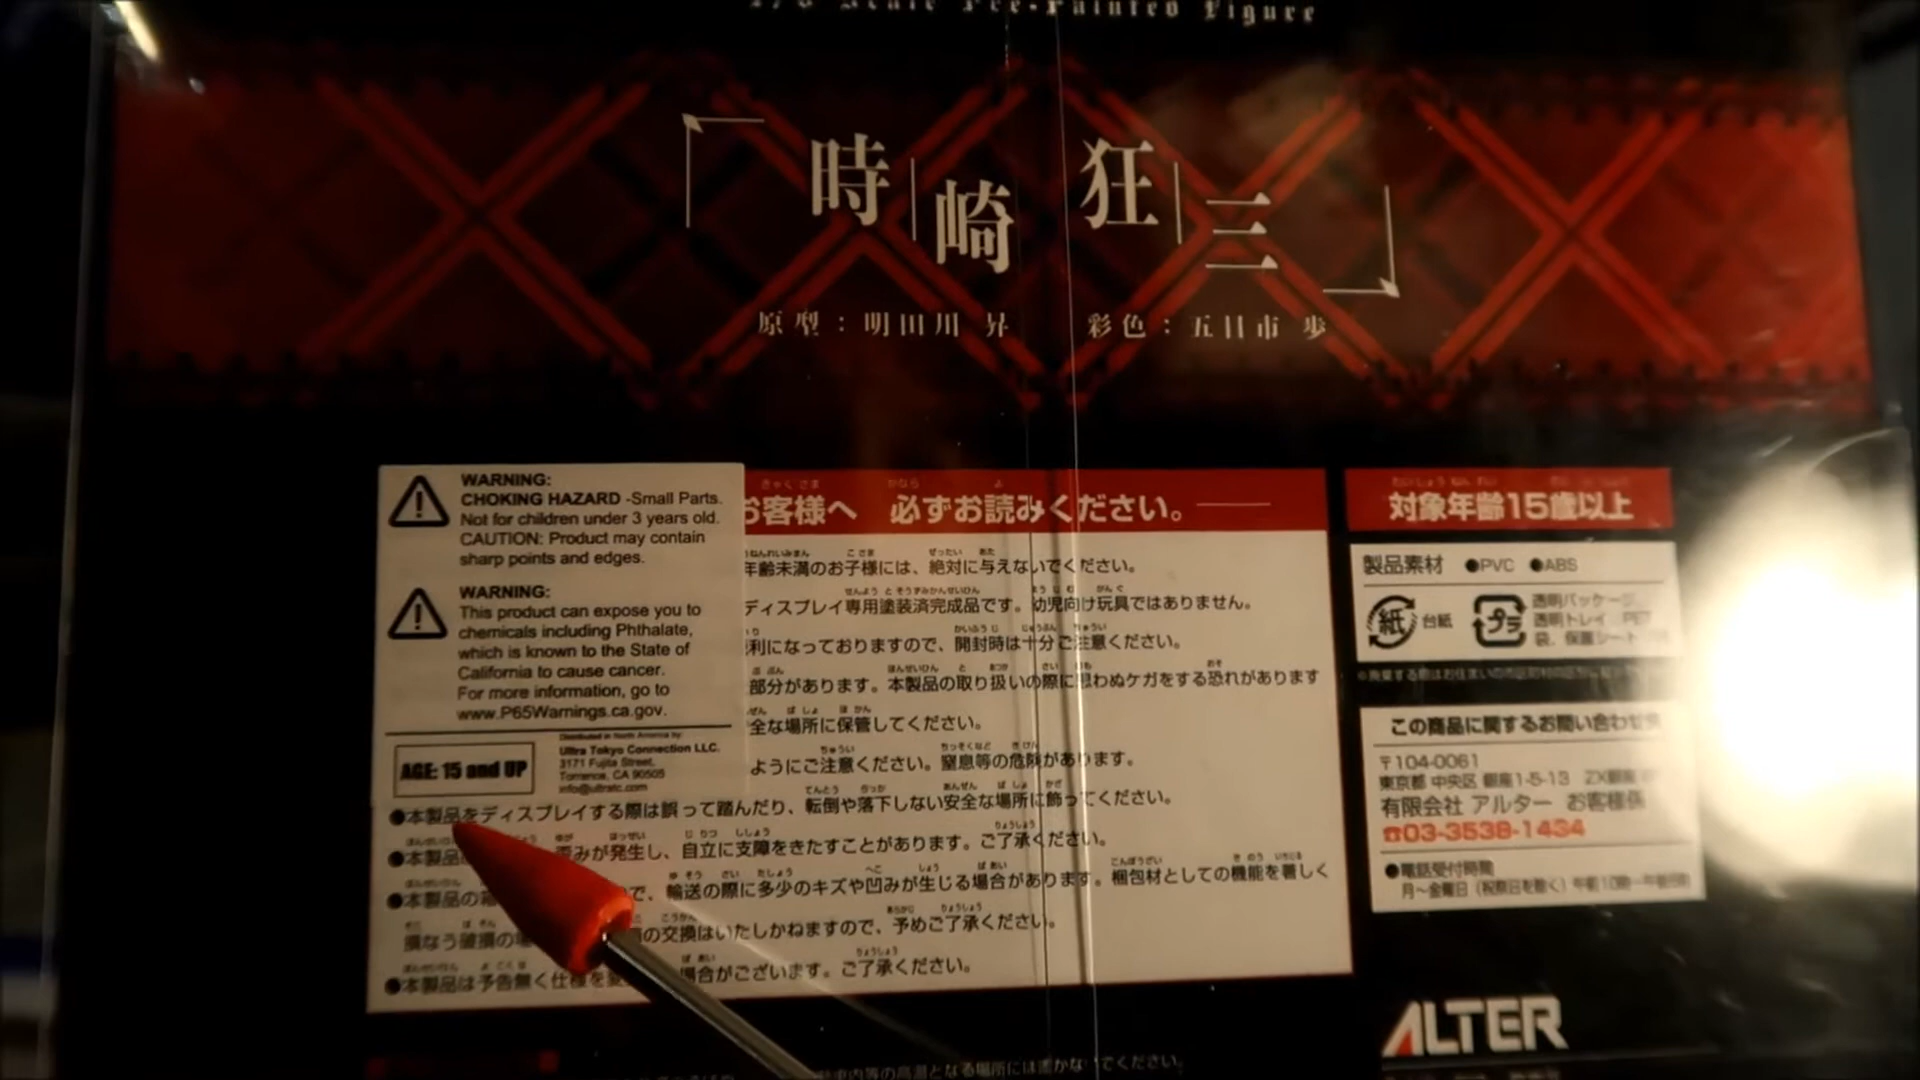 Scale Pre-Painted Figure
「時崎狂三」
原型：明田川 昇 彩色：五日市 歩
WARNING:
CHOKING HAZARD -Small Parts.
Not for children under 3 years old.
CAUTION: Product may contain
sharp points and edges.
WARNING:
This product can expose you to
chemicals including Phthalate,
which is known to the State of
California to cause cancer.
For more information, go to
www.P65Warnings.ca.gov.
AGE: 15 and UP
Distributed in North America by:
Ultra Tokyo Connection LLC.
3171 Fujita Street,
Torrance, CA 90505
info@ultratc.com
お客様へ 必ずお読みください。
年齢未満のお子様には、絶対に与えないでください。
ディスプレイ専用塗装済完成品です。幼児向け玩具ではありません。
利になっておりますので、開封時は十分ご注意ください。
部分があります。本製品の取り扱いの際に思わぬケガをする恐れがあります
全な場所に保管してください。
ようにご注意ください。窒息等の危険があります。
●本製品をディスプレイする際は誤って踏んだり、転倒や落下しない安全な場所に飾ってください。
●本製品 歪みが発生し、自立に支障をきたすことがあります。ご了承ください。
●本製品の箱 で、輸送の際に多少のキズや凹みが生じる場合があります。梱包材としての機能を著しく
損なう破損の場 の交換はいたしかねますので、予めご了承ください。
●本製品は予告無く仕様を変 場合がございます。ご了承ください。
車内等の高温となる場所には置かないでください。
対象年齢15歳以上
製品素材 ●PVC ●ABS
紙 台紙
プラ 透明パッケージ
透明トレイ PET
袋、保護シート
この商品に関するお問い合わせ
〒104-0061
東京都 中央区 銀座1-5-13
有限会社 アルター お客様係
☎03-3538-1434
●電話受付時間
月～金曜日（祝祭日を除く）午前10時～午後
ALTER